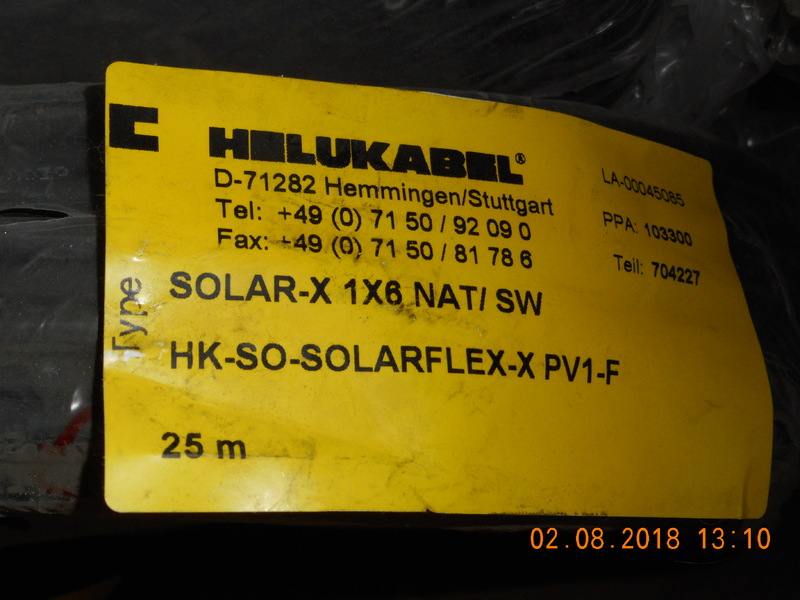 HELUKABEL®
D-71282 Hemmingen/Stuttgart
Tel: +49 (0) 71 50 / 92 09 0
Fax: +49 (0) 71 50 / 81 78 6
LA-00045085
PPA: 103300
Teil: 704227
Type
SOLAR-X 1X6 NAT/ SW
HK-SO-SOLARFLEX-X PV1-F
25 m
02.08.2018 13:10